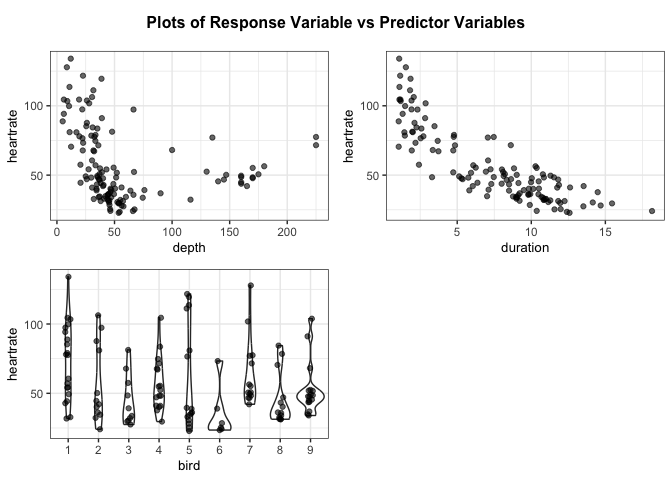 Plots of Response Variable vs Predictor Variables
heartrate
100
50
0 50 100 150 200
depth
heartrate
100
50
5 10 15
duration
heartrate
100
50
1 2 3 4 5 6 7 8 9
bird